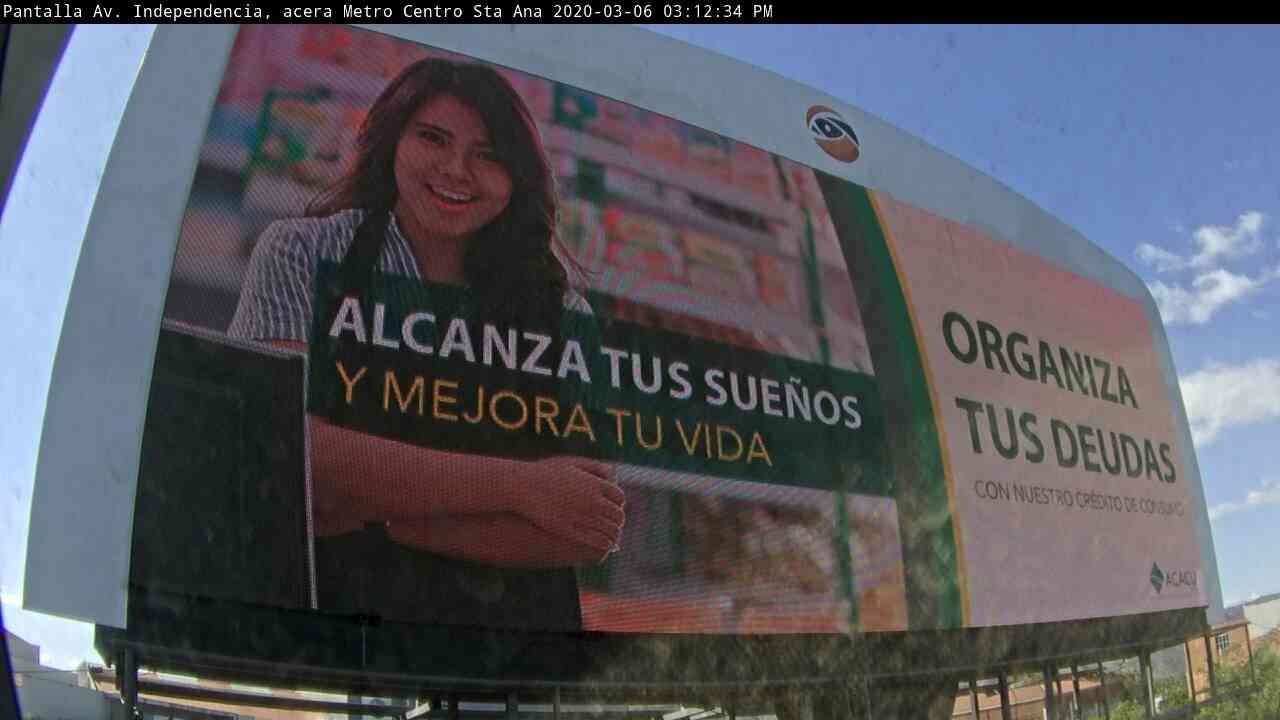 Pantalla Av. Independencia, acera Metro Centro Sta Ana 2020-03-06 03:12:34 PM
ALCANZA TUS SUEÑOS
Y MEJORA TU VIDA
ORGANIZA
TUS DEUDAS
CON NUESTRO CRÉDITO DE CONSUMO
ACACU